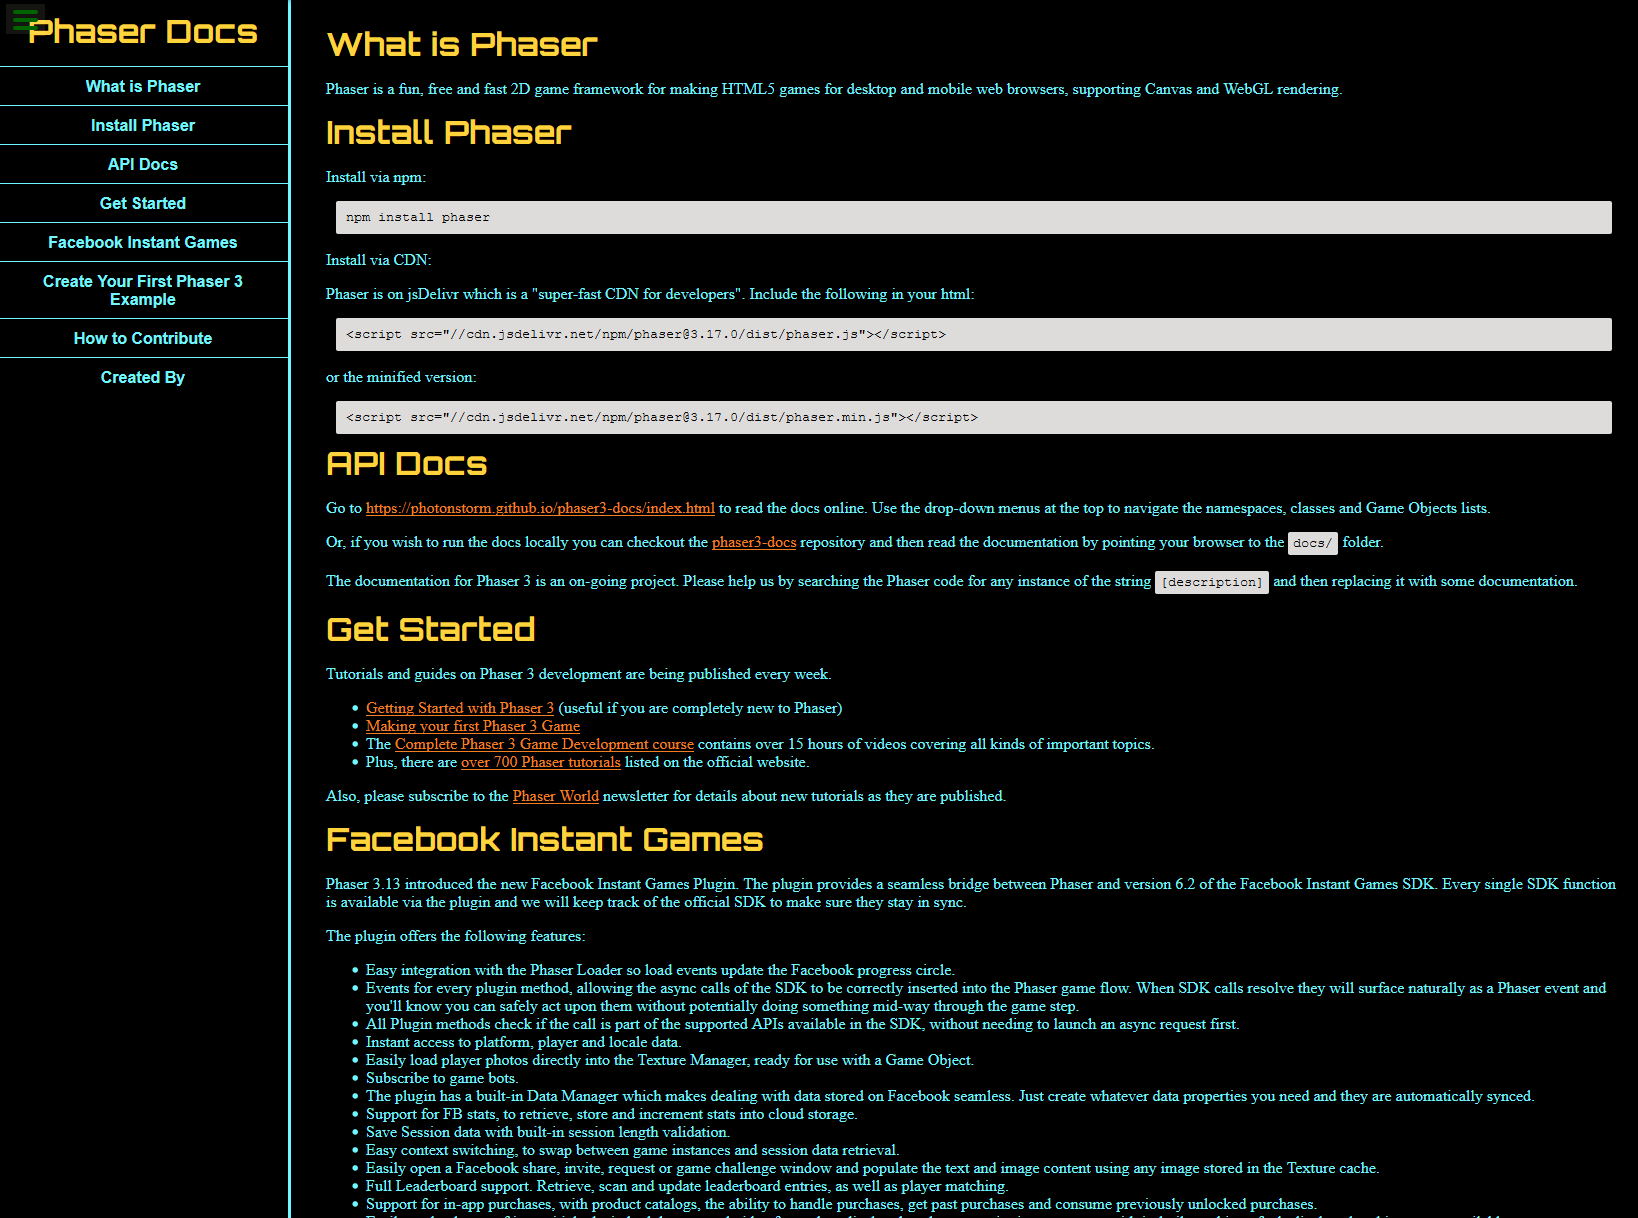 Phaser Docs
What is Phaser
Install Phaser
API Docs
Get Started
Facebook Instant Games
Create Your First Phaser 3
Example
How to Contribute
Created By
What is Phaser
Phaser is a fun, free and fast 2D game framework for making HTML5 games for desktop and mobile web browsers, supporting Canvas and WebGL rendering.
Install Phaser
Install via npm:
npm install phaser
Install via CDN:
Phaser is on jsDelivr which is a "super-fast CDN for developers". Include the following in your html:
<script src="//cdn.jsdelivr.net/npm/phaser@3.17.0/dist/phaser.js"></script>
or the minified version:
<script src="//cdn.jsdelivr.net/npm/phaser@3.17.0/dist/phaser.min.js"></script>
API Docs
Go to https://photonstorm.github.io/phaser3-docs/index.html to read the docs online. Use the drop-down menus at the top to navigate the namespaces, classes and Game Objects lists.
Or, if you wish to run the docs locally you can checkout the phaser3-docs repository and then read the documentation by pointing your browser to the docs/ folder.
The documentation for Phaser 3 is an on-going project. Please help us by searching the Phaser code for any instance of the string [description] and then replacing it with some documentation.
Get Started
Tutorials and guides on Phaser 3 development are being published every week.
• Getting Started with Phaser 3 (useful if you are completely new to Phaser)
• Making your first Phaser 3 Game
• The Complete Phaser 3 Game Development course contains over 15 hours of videos covering all kinds of important topics.
• Plus, there are over 700 Phaser tutorials listed on the official website.
Also, please subscribe to the Phaser World newsletter for details about new tutorials as they are published.
Facebook Instant Games
Phaser 3.13 introduced the new Facebook Instant Games Plugin. The plugin provides a seamless bridge between Phaser and version 6.2 of the Facebook Instant Games SDK. Every single SDK function
is available via the plugin and we will keep track of the official SDK to make sure they stay in sync.
The plugin offers the following features:
• Easy integration with the Phaser Loader so load events update the Facebook progress circle.
• Events for every plugin method, allowing the async calls of the SDK to be correctly inserted into the Phaser game flow. When SDK calls resolve they will surface naturally as a Phaser event and
you'll know you can safely act upon them without potentially doing something mid-way through the game step.
• All Plugin methods check if the call is part of the supported APIs available in the SDK, without needing to launch an async request first.
• Instant access to platform, player and locale data.
• Easily load player photos directly into the Texture Manager, ready for use with a Game Object.
• Subscribe to game bots.
• The plugin has a built-in Data Manager which makes dealing with data stored on Facebook seamless. Just create whatever data properties you need and they are automatically synced.
• Support for FB stats, to retrieve, store and increment stats into cloud storage.
• Save Session data with built-in session length validation.
• Easy context switching, to swap between game instances and session data retrieval.
• Easily open a Facebook share, invite, request or game challenge window and populate the text and image content using any image stored in the Texture cache.
• Full Leaderboard support. Retrieve, scan and update leaderboard entries, as well as player matching.
• Support for in-app purchases, with product catalogs, the ability to handle purchases, get past purchases and consume previously unlocked purchases.